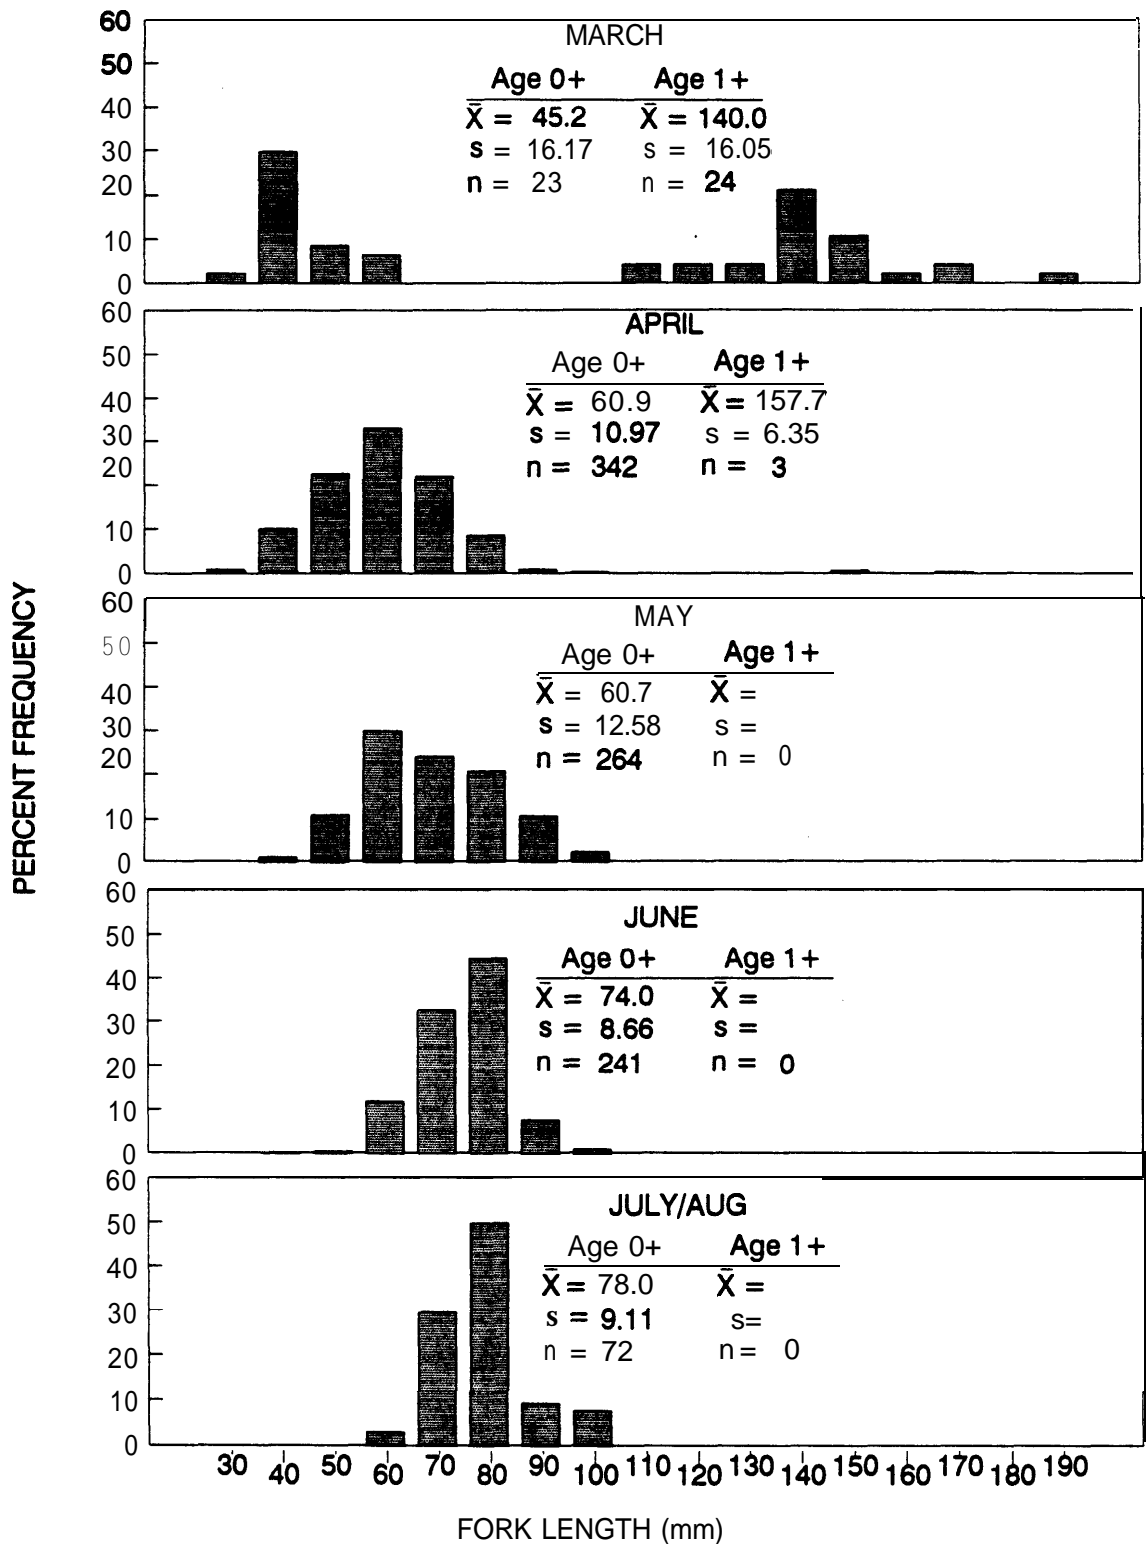 PERCENT FREQUENCY
60
50
40
30
20
10
0
MARCH
Age 0+ Age 1+
X̄ = 45.2 X̄ = 140.0
s = 16.17 s = 16.05
n = 23 n = 24
60
50
40
30
20
10
0
APRIL
Age 0+ Age 1+
X̄ = 60.9 X̄ = 157.7
s = 10.97 s = 6.35
n = 342 n = 3
60
50
40
30
20
10
0
MAY
Age 0+ Age 1+
X̄ = 60.7 X̄ =
s = 12.58 s =
n = 264 n = 0
60
50
40
30
20
10
0
JUNE
Age 0+ Age 1+
X̄ = 74.0 X̄ =
s = 8.66 s =
n = 241 n = 0
60
50
40
30
20
10
0
JULY/AUG
Age 0+ Age 1+
X̄ = 78.0 X̄ =
s = 9.11 s=
n = 72 n = 0
30 40 50 60 70 80 90 100 110 120 130 140 150 160 170 180 190
FORK LENGTH (mm)